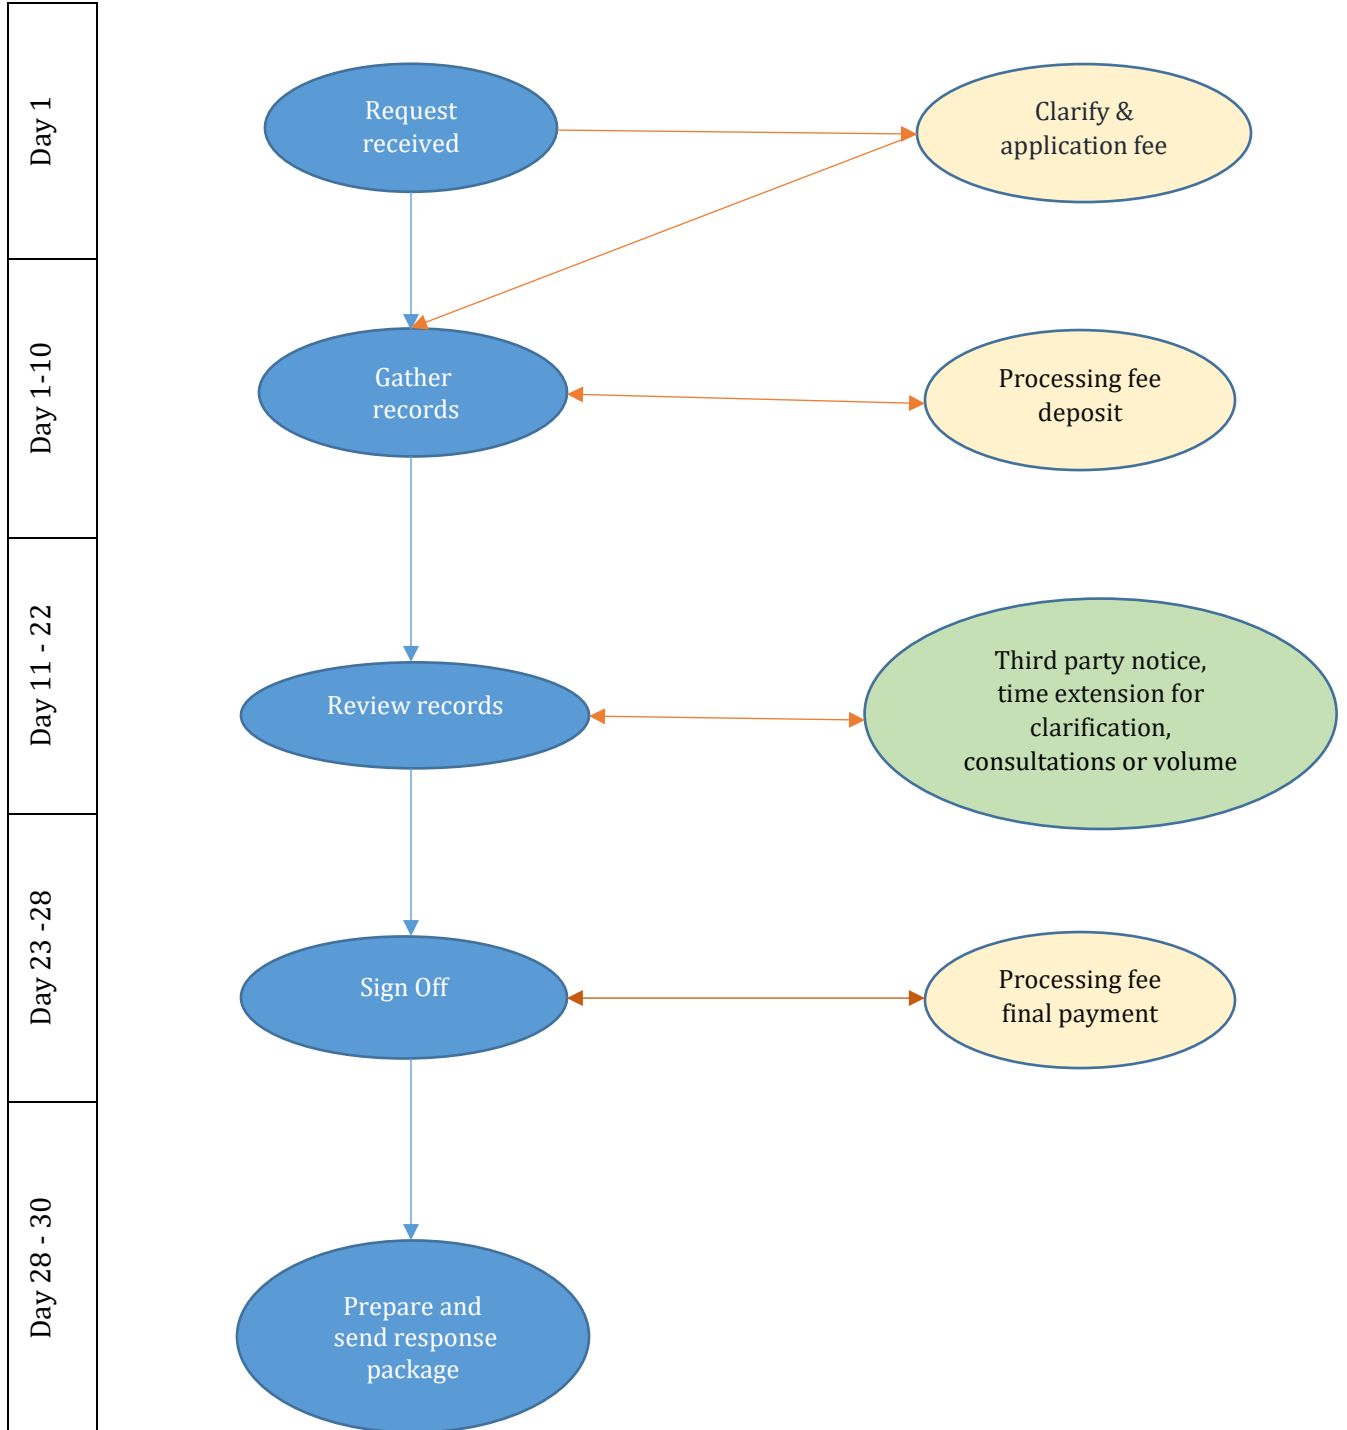 Day 1
Request
received
Clarify &
application fee
Day 1-10
Gather
records
Processing fee
deposit
Day 11 - 22
Review records
Third party notice,
time extension for
clarification,
consultations or volume
Day 23 -28
Sign Off
Processing fee
final payment
Day 28 - 30
Prepare and
send response
package